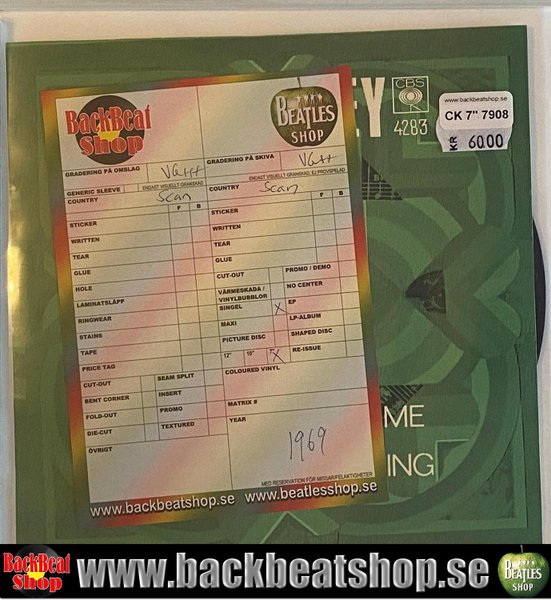 EY
CBS
4283
www.backbeatshop.se
CK 7" 7908
KR 6000
BackBeat Shop
BEATLES SHOP
GRADERING PÅ OMSLAG VG++
GRADERING PÅ SKIVA VG++
GENERIC SLEEVE
ENDAST VISUELLT GRANSKAD
ENDAST VISUELLT GRANSKAD, EJ PROVSPELAD
COUNTRY Scan
COUNTRY Scan
F B
F B
STICKER
STICKER
WRITTEN
WRITTEN
TEAR
TEAR
GLUE
GLUE
HOLE
CUT-OUT
PROMO / DEMO
LAMINATSLÄPP
VÄRMESKADA / VINYLBUBBLOR
NO CENTER
RINGWEAR
SINGEL X
EP
STAINS
MAXI
LP-ALBUM
TAPE
PICTURE DISC
SHAPED DISC
PRICE TAG
12" 10" X
RE-ISSUE
CUT-OUT
SEAM SPLIT
COLOURED VINYL
BENT CORNER
INSERT
FOLD-OUT
PROMO
MATRIX #
DIE-CUT
TEXTURED
YEAR
ÖVRIGT
1969
MED RESERVATION FÖR MISSAR/FELAKTIGHETER
www.backbeatshop.se www.beatlesshop.se
ME
ING
BackBeat Shop
www.backbeatshop.se
BEATLES SHOP